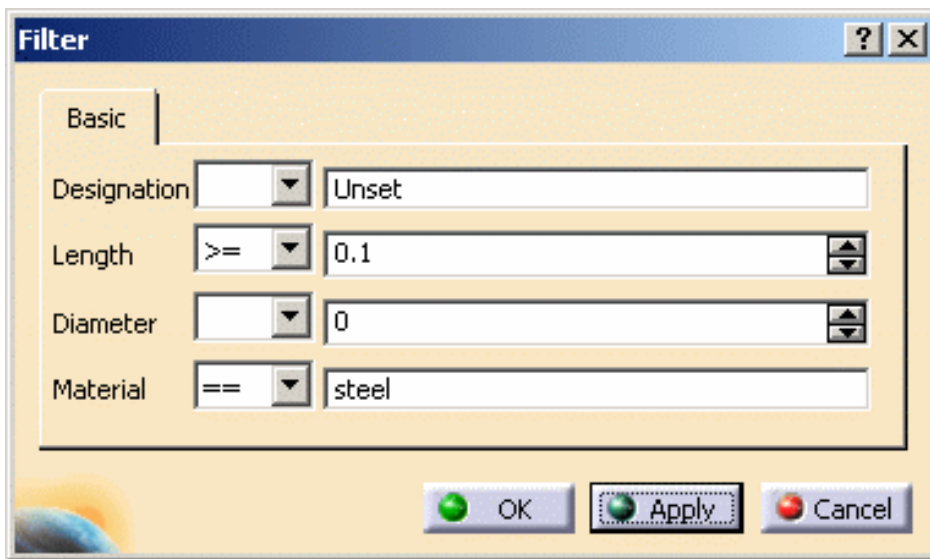 Filter
Basic
Designation Unset
Length >= 0.1
Diameter 0
Material == steel
OK Apply Cancel